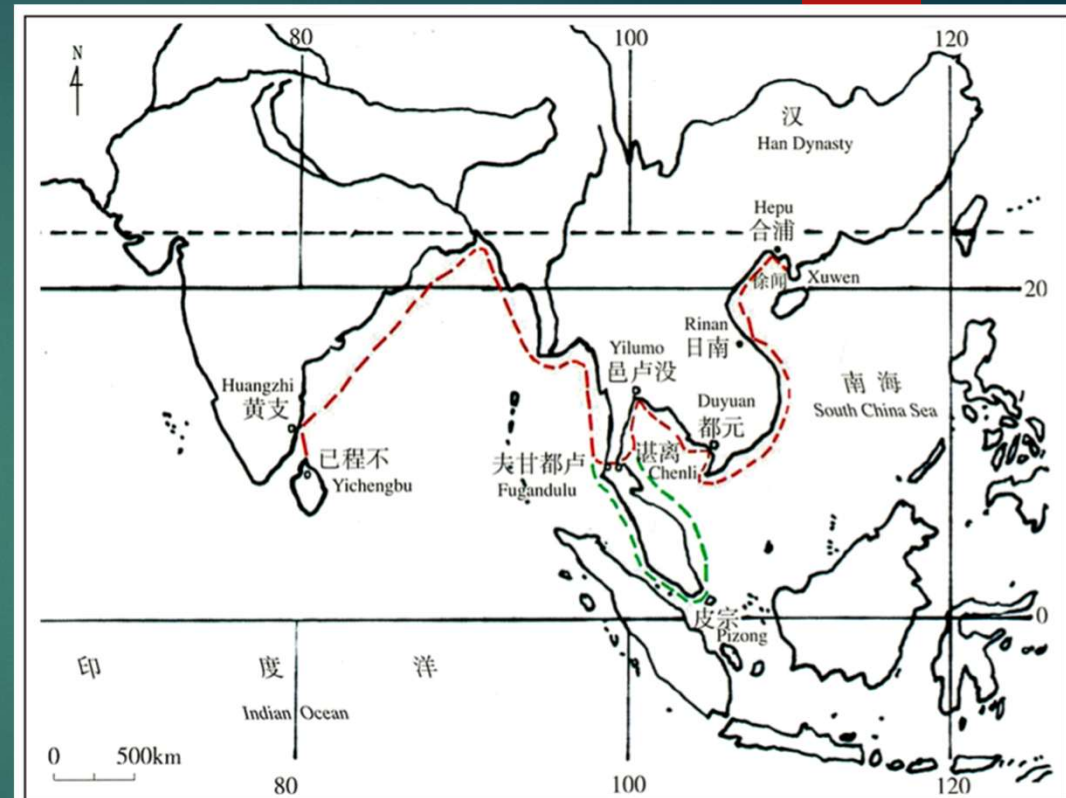 80
100
120
N
汉
Han Dynasty
Hepu
合浦
徐闻
Xuwen
20
Rinan
日南
Yilumo
邑卢没
Huangzhi
黄支
Duyuan
都元
南海
South China Sea
已程不
Yichengbu
夫甘都卢
Fugandulu
谌离
Chenli
皮宗
Pizong
0
印度洋
Indian Ocean
0 500km
80
100
120